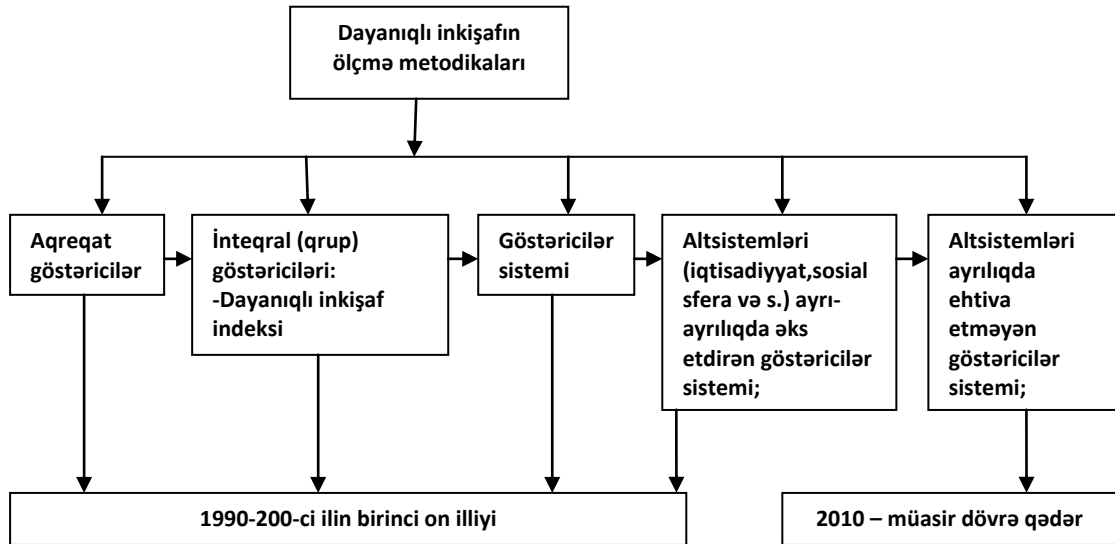 Dayanıqlı inkişafın
ölçmə metodikaları
Aqreqat
göstəricilər
İnteqral (qrup)
göstəriciləri:
-Dayanıqlı inkişaf
indeksi
Göstəricilər
sistemi
Altsistemləri
(iqtisadiyyat,sosial
sfera və s.) ayrı-
ayrılıqda əks
etdirən göstəricilər
sistemi;
Altsistemləri
ayrılıqda
ehtiva
etməyən
göstəricilər
sistemi;
1990-200-ci ilin birinci on illiyi
2010 – müasir dövrə qədər